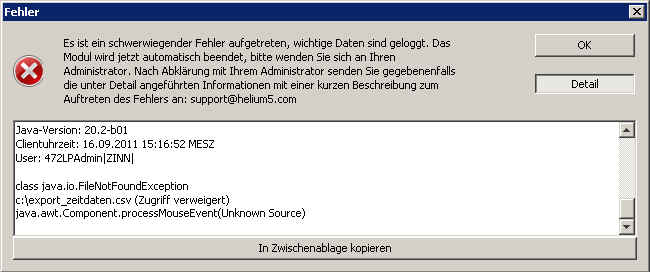 Fehler
Es ist ein schwerwiegender Fehler aufgetreten, wichtige Daten sind geloggt. Das
Modul wird jetzt automatisch beendet, bitte wenden Sie sich an Ihren
Administrator. Nach Abklärung mit Ihrem Administrator senden Sie gegebenenfalls
die unter Detail angeführten Informationen mit einer kurzen Beschreibung zum
Auftreten des Fehlers an: support@helium5.com
OK
Detail
Java-Version: 20.2-b01
Clientuhrzeit: 16.09.2011 15:16:52 MESZ
User: 472LPAdmin|ZINN|
class java.io.FileNotFoundException
c:\export_zeitdaten.csv (Zugriff verweigert)
java.awt.Component.processMouseEvent(Unknown Source)
In Zwischenablage kopieren